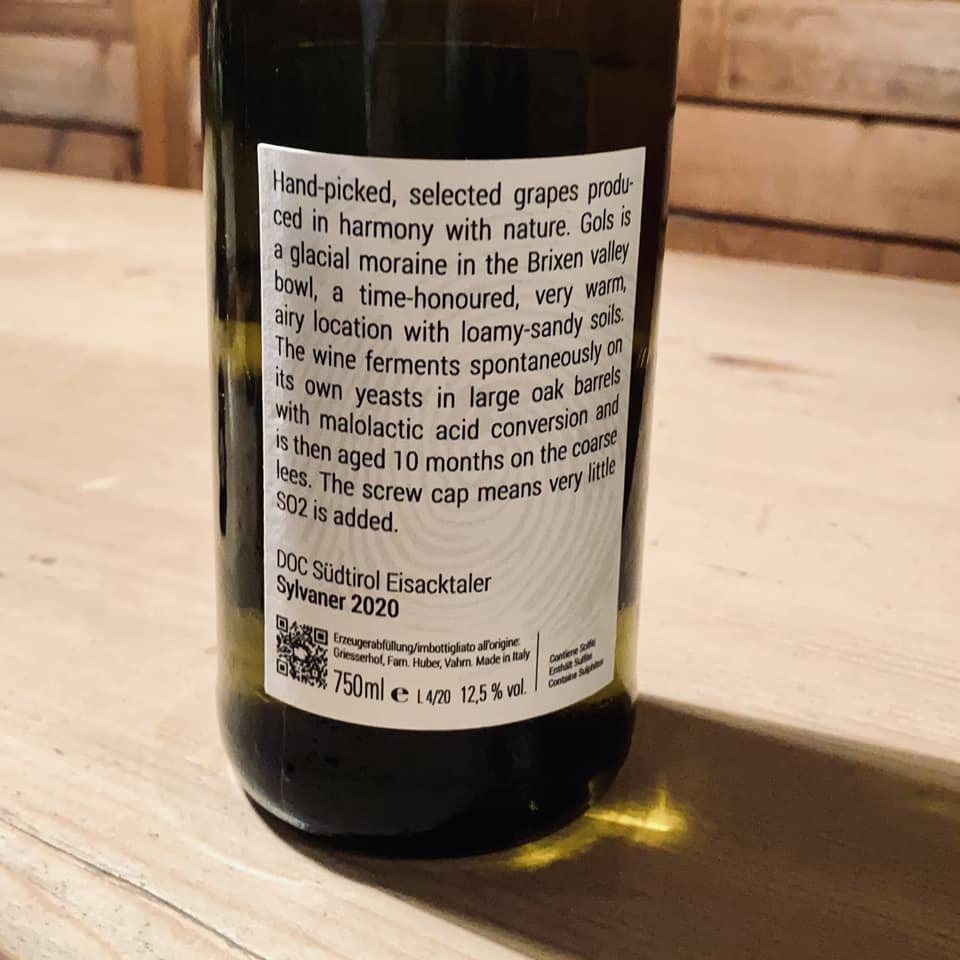 Hand-picked, selected grapes produ-
ced in harmony with nature. Gols is
a glacial moraine in the Brixen valley
bowl, a time-honoured, very warm,
airy location with loamy-sandy soils.
The wine ferments spontaneously on
its own yeasts in large oak barrels
with malolactic acid conversion and
is then aged 10 months on the coarse
lees. The screw cap means very little
SO2 is added.
DOC Südtirol Eisacktaler
Sylvaner 2020
Erzeugerabfüllung/imbottigliato all'origine:
Griesserhof, Fam. Huber, Vahrn. Made in Italy
750ml e L 4/20 12,5 % vol.
Contiene Solfiti
Enthält Sulfite
Contains Sulphites